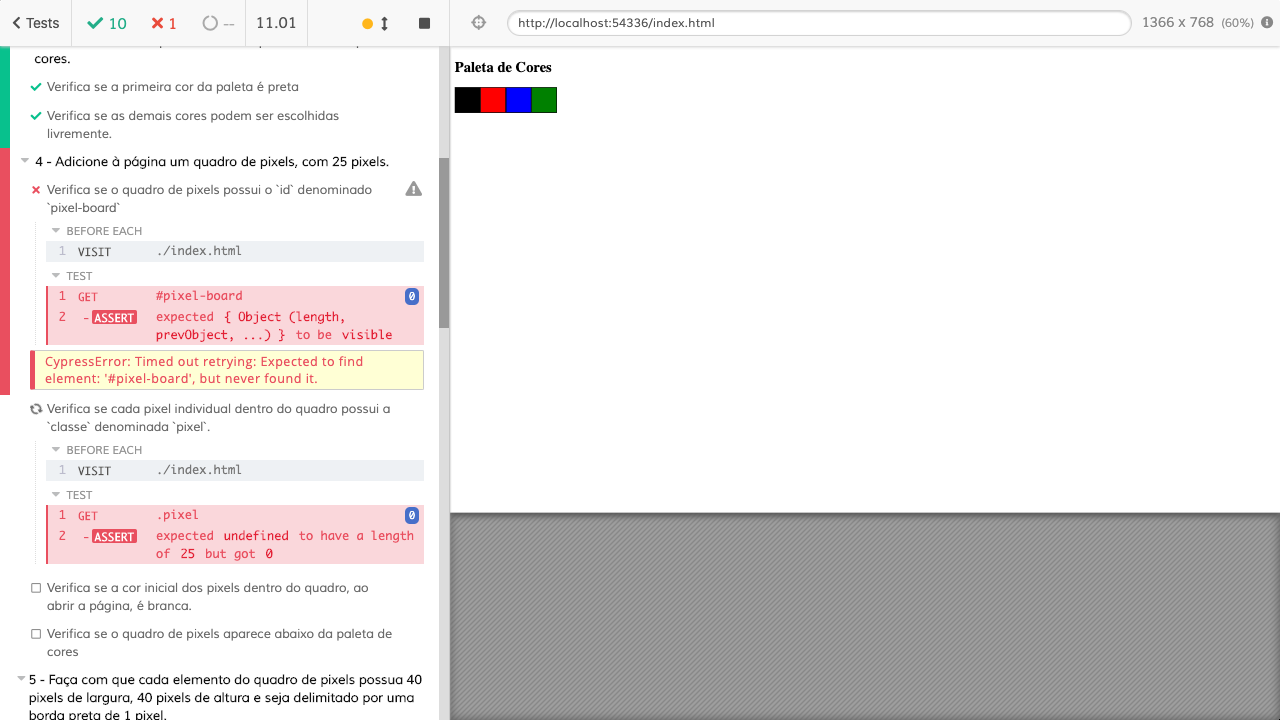 Tests
10
1
--
11.01
http://localhost:54336/index.html
1366 x 768 (60%)
cores.
Verifica se a primeira cor da paleta é preta
Verifica se as demais cores podem ser escolhidas
livremente.
4 - Adicione à página um quadro de pixels, com 25 pixels.
Verifica se o quadro de pixels possui o `id` denominado
`pixel-board`
BEFORE EACH
1 VISIT ./index.html
TEST
1 GET #pixel-board 0
2 -ASSERT expected { Object (length,
prevObject, ...) } to be visible
CypressError: Timed out retrying: Expected to find
element: '#pixel-board', but never found it.
Verifica se cada pixel individual dentro do quadro possui a
`classe` denominada `pixel`.
BEFORE EACH
1 VISIT ./index.html
TEST
1 GET .pixel 0
2 -ASSERT expected undefined to have a length
of 25 but got 0
Verifica se a cor inicial dos pixels dentro do quadro, ao
abrir a página, é branca.
Verifica se o quadro de pixels aparece abaixo da paleta de
cores
5 - Faça com que cada elemento do quadro de pixels possua 40
pixels de largura, 40 pixels de altura e seja delimitado por uma
borda preta de 1 pixel.
Paleta de Cores